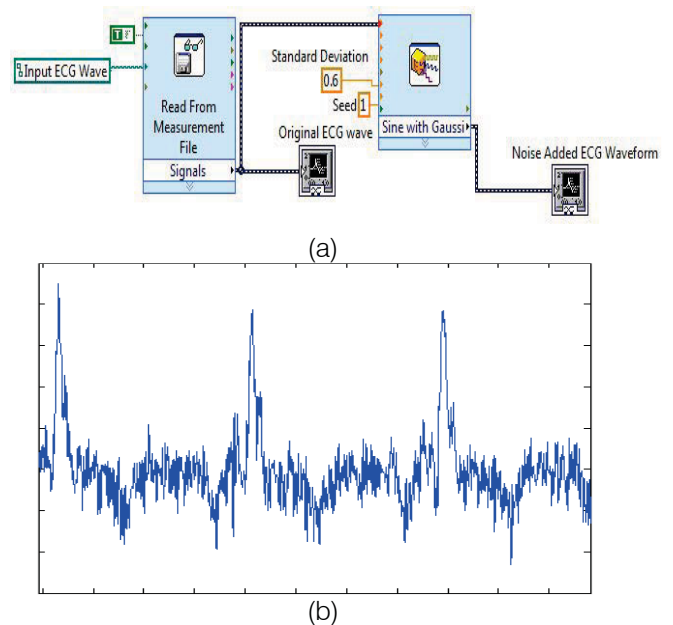 T F
Input ECG Wave
Read From
Measurement
File
Signals
Standard Deviation
0.6
Seed 1
Original ECG wave
Sine with Gaussi
Noise Added ECG Waveform
(a)
(b)